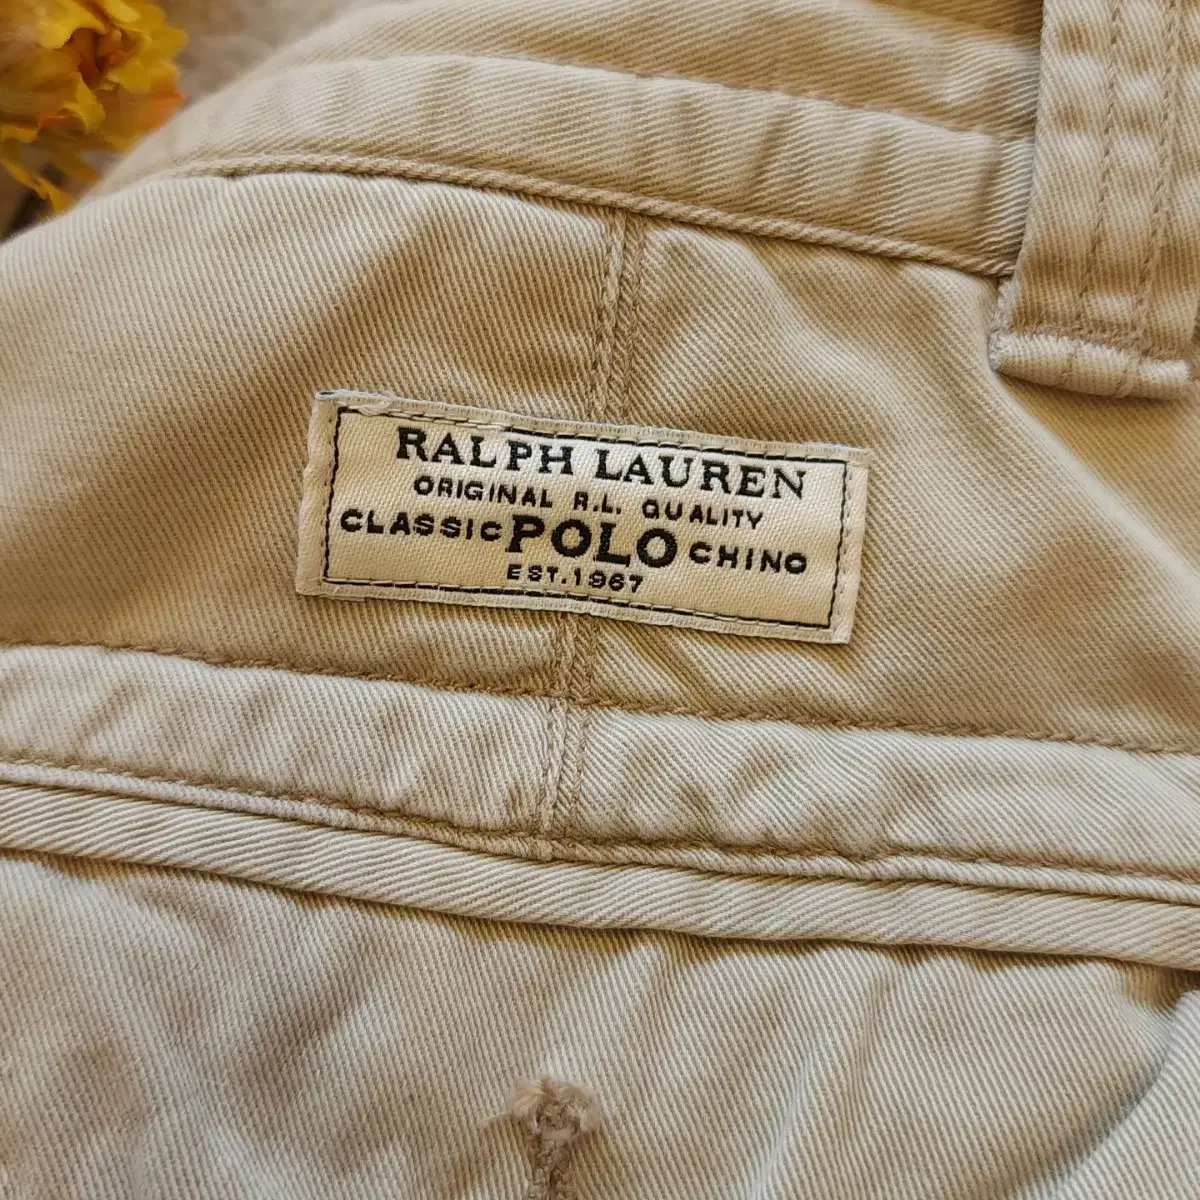 RALPH LAUREN
ORIGINAL R.L. QUALITY
CLASSIC POLO CHINO
EST. 1967